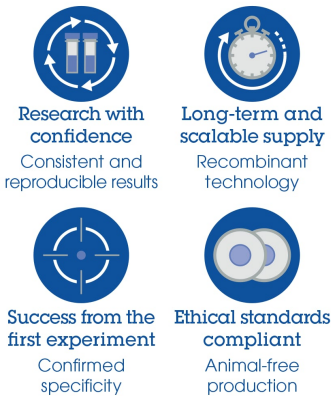 Research with
confidence
Consistent and
reproducible results
Long-term and
scalable supply
Recombinant
technology
Success from the
first experiment
Confirmed
specificity
Ethical standards
compliant
Animal-free
production